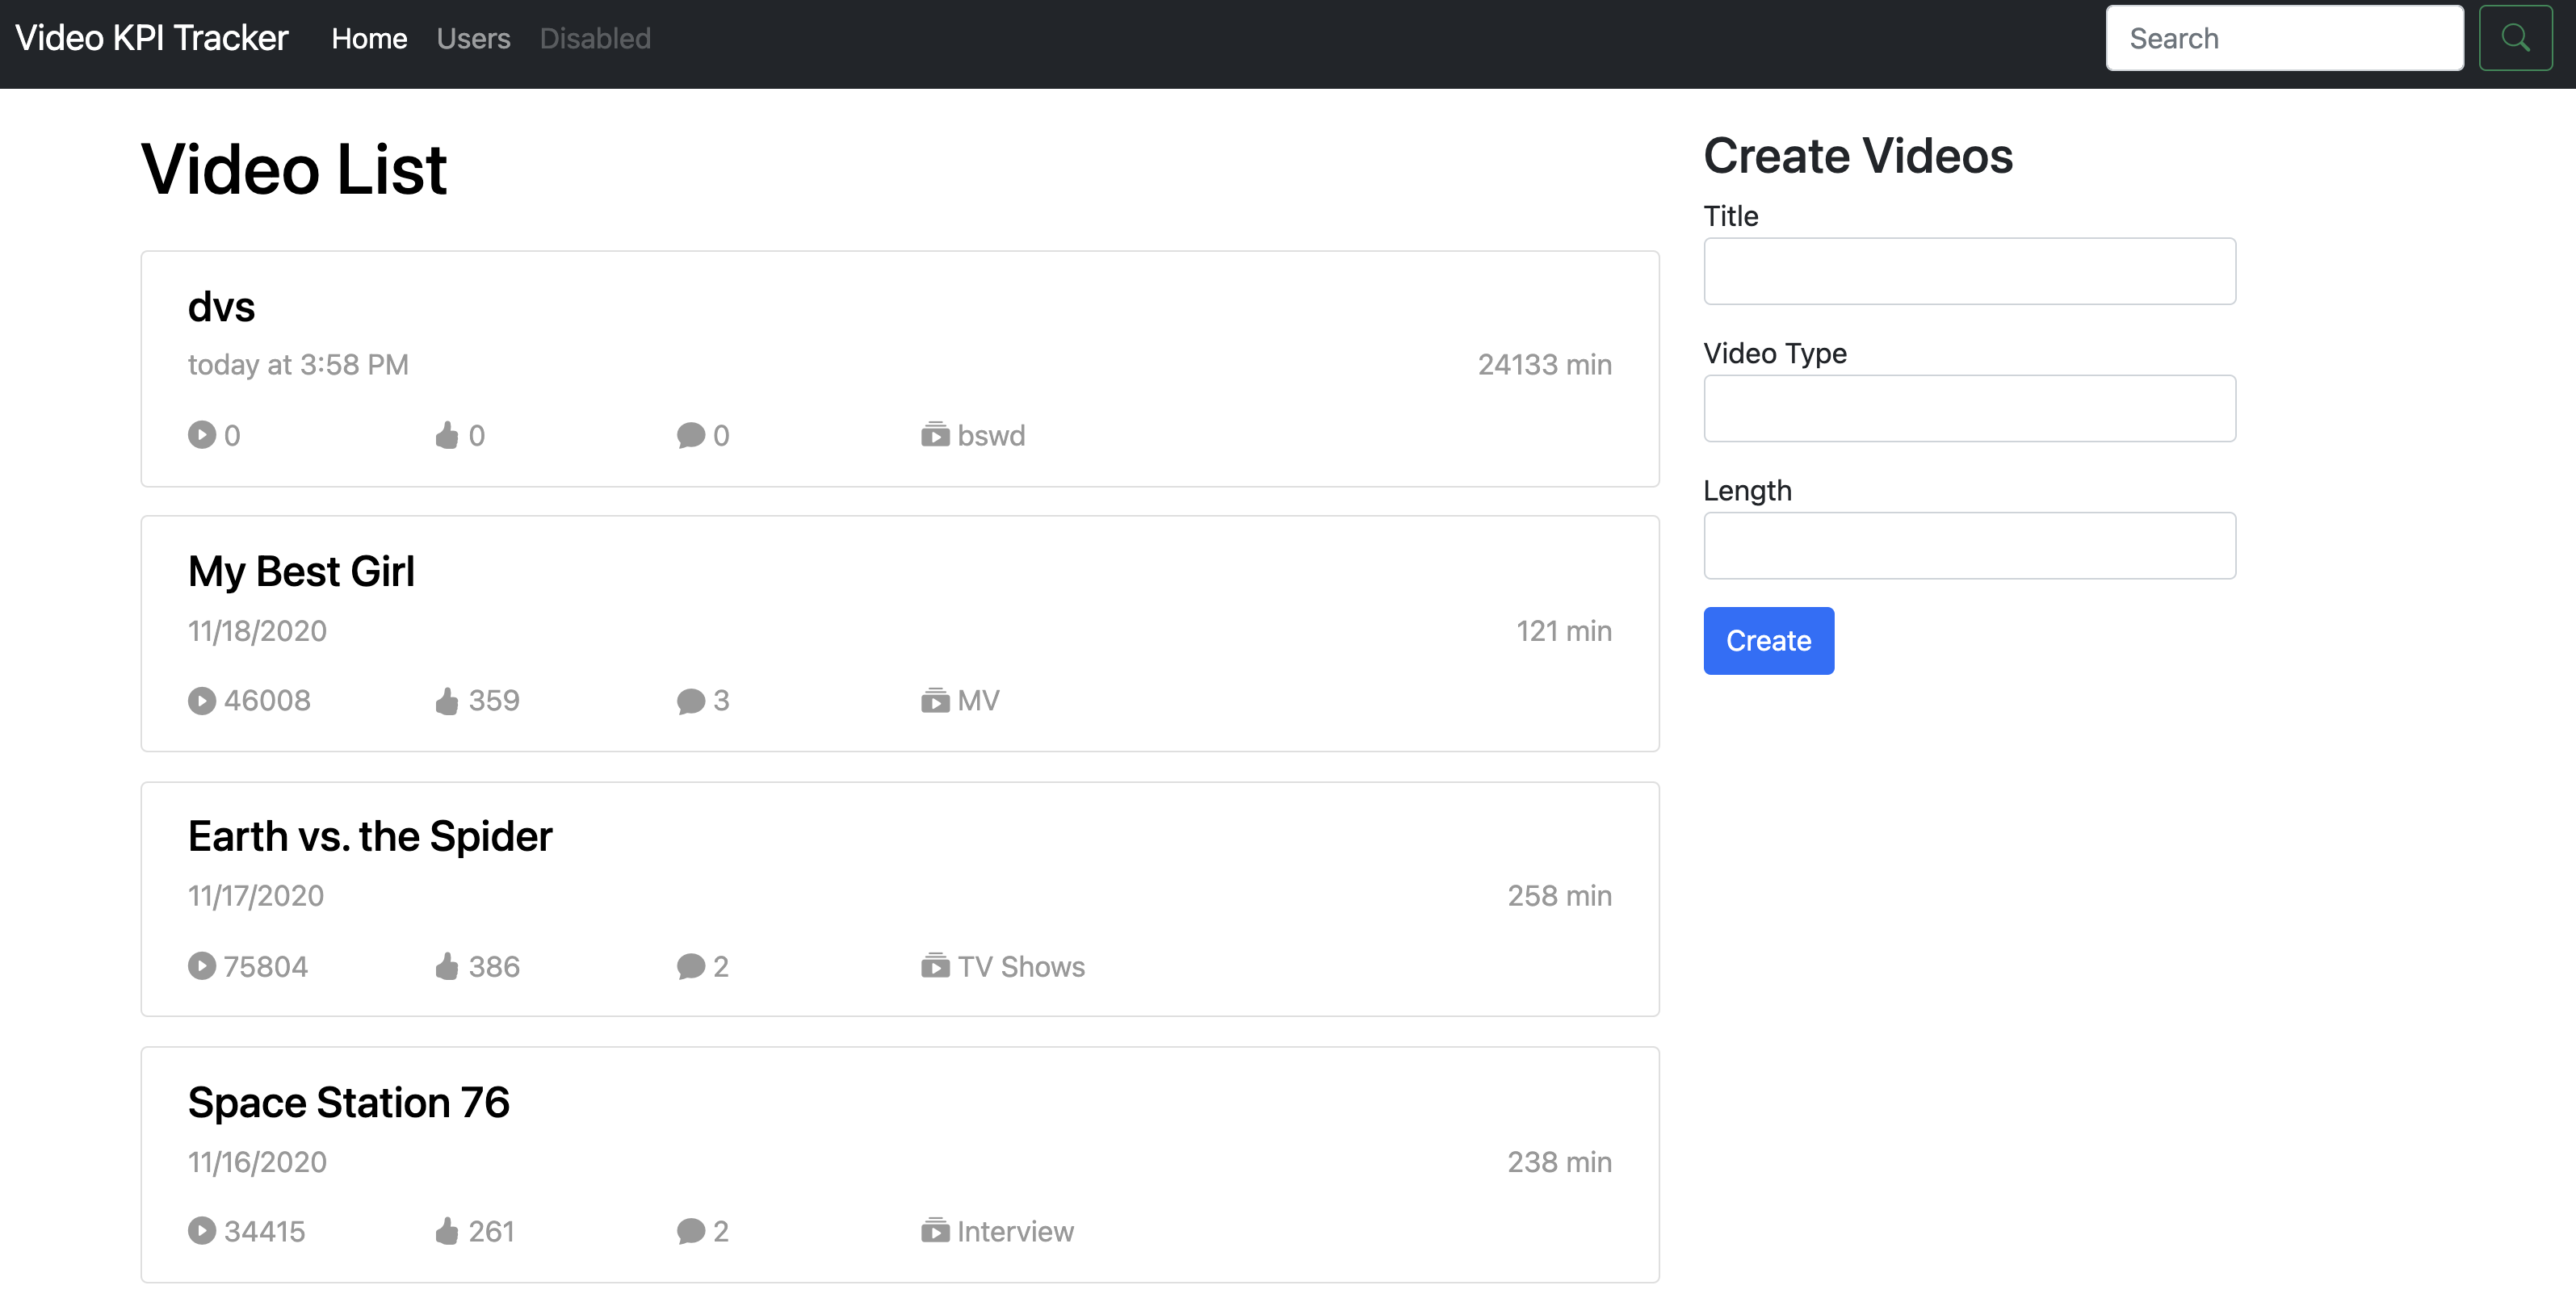 Video KPI Tracker Home Users Disabled Search
Video List
dvs
today at 3:58 PM 24133 min
0 0 0 bswd
My Best Girl
11/18/2020 121 min
46008 359 3 MV
Earth vs. the Spider
11/17/2020 258 min
75804 386 2 TV Shows
Space Station 76
11/16/2020 238 min
34415 261 2 Interview
Create Videos
Title
Video Type
Length
Create